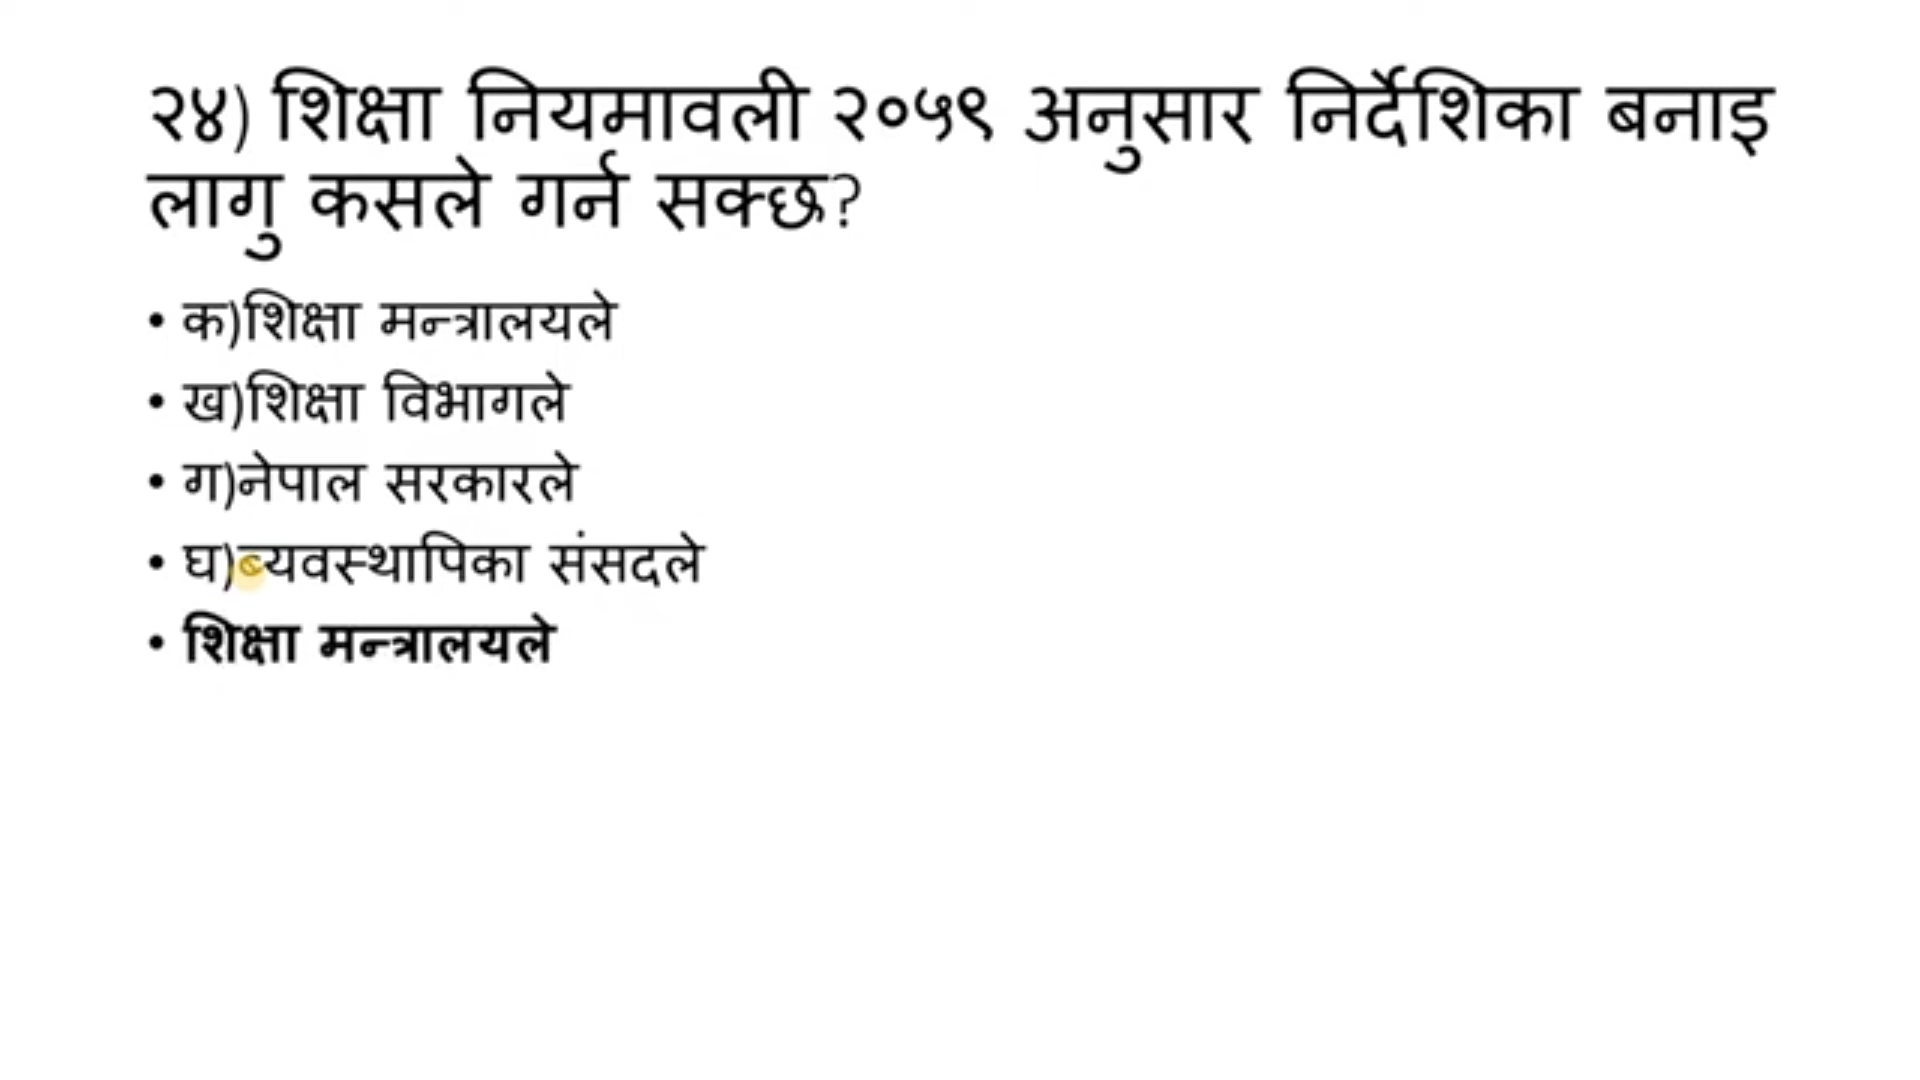 २४) शिक्षा नियमावली २०५९ अनुसार निर्देशिका बनाइ
लागु कसले गर्न सक्छ?
• क)शिक्षा मन्त्रालयले
• ख)शिक्षा विभागले
• ग)नेपाल सरकारले
• घ)व्यवस्थापिका संसदले
• शिक्षा मन्त्रालयले